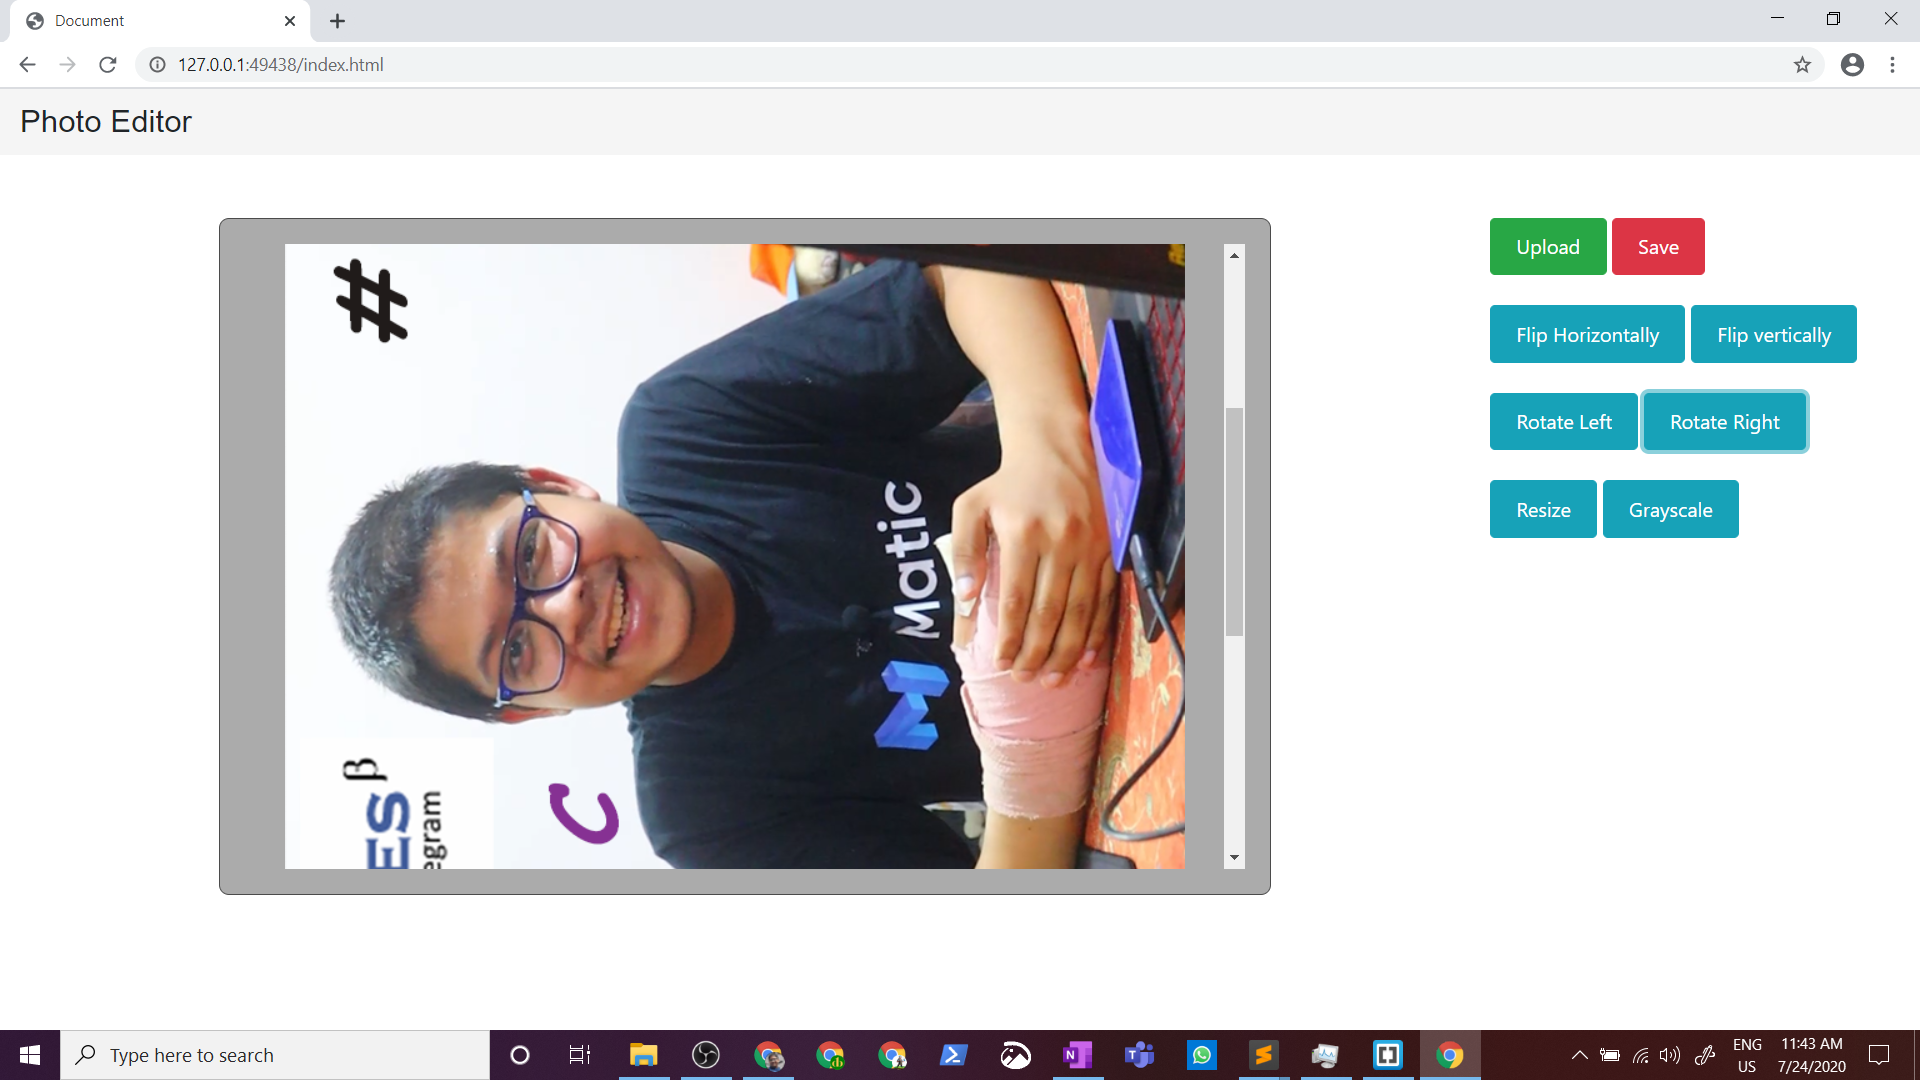 Document
127.0.0.1:49438/index.html
Photo Editor
Upload
Save
Flip Horizontally
Flip vertically
Rotate Left
Rotate Right
Resize
Grayscale
#
Matic
C
β
ES
egram
Type here to search
ENG
US
11:43 AM
7/24/2020